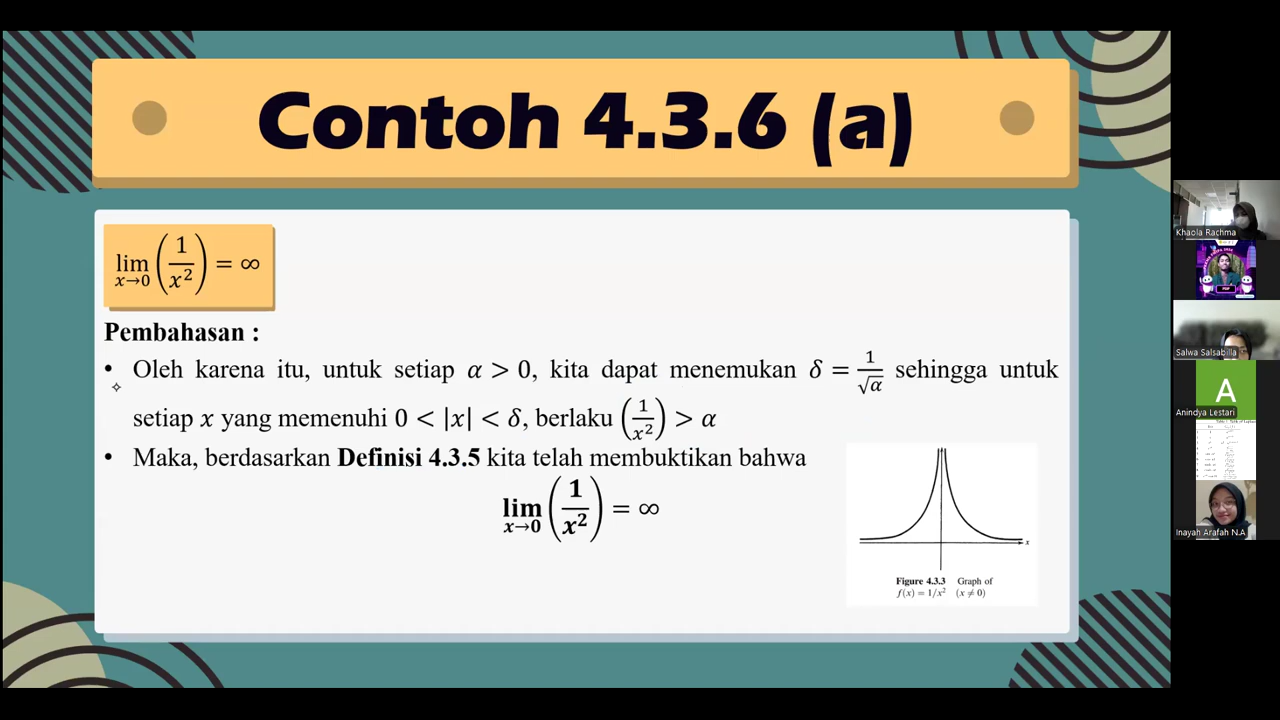 Contoh 4.3.6 (a)
lim x→0 (1/x²) = ∞
Pembahasan :
• Oleh karena itu, untuk setiap α > 0, kita dapat menemukan δ = 1/√α sehingga untuk
setiap x yang memenuhi 0 < |x| < δ, berlaku (1/x²) > α
• Maka, berdasarkan Definisi 4.3.5 kita telah membuktikan bahwa
lim x→0 (1/x²) = ∞
x
Figure 4.3.3 Graph of
f(x) = 1/x² (x ≠ 0)
Khaola Rachma
PDF
Salwa Salsabilla
A
Anindya Lestari
Inayah Arafah N.A